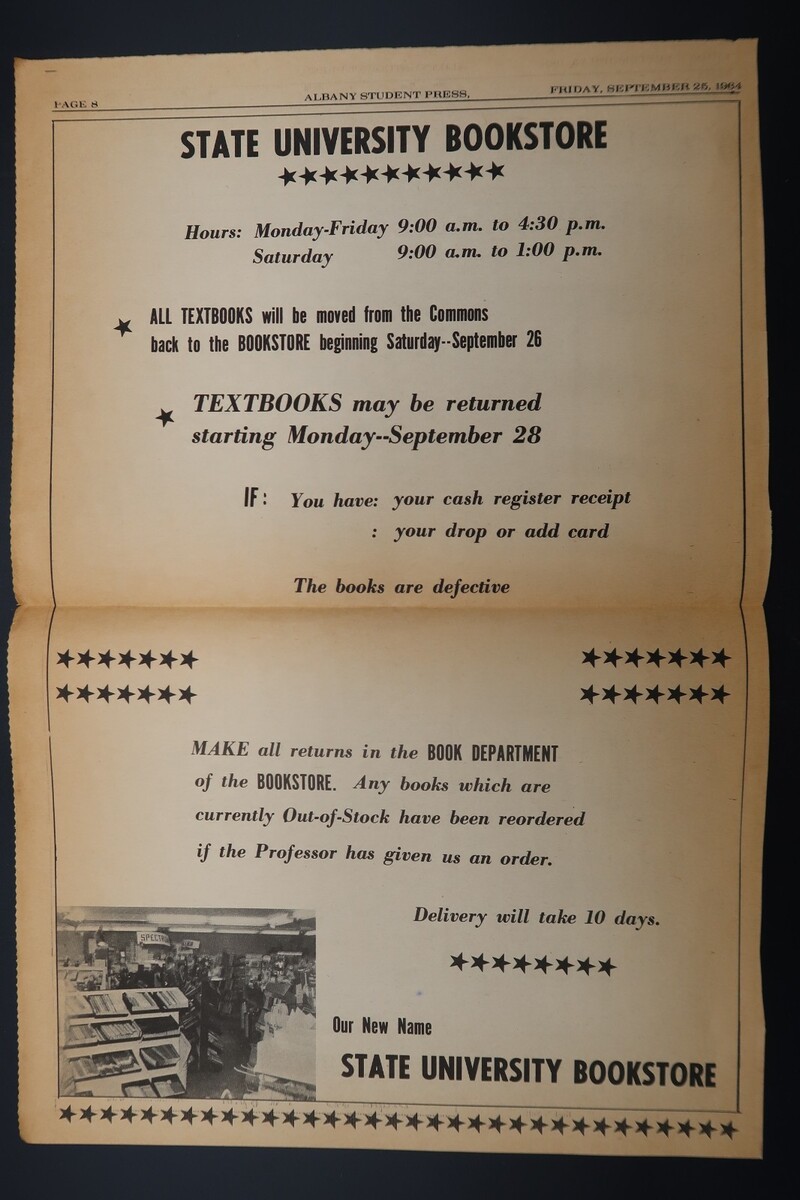 PAGE 8 ALBANY STUDENT PRESS, FRIDAY, SEPTEMBER 25, 1964
STATE UNIVERSITY BOOKSTORE
Hours: Monday-Friday 9:00 a.m. to 4:30 p.m.
Saturday 9:00 a.m. to 1:00 p.m.
ALL TEXTBOOKS will be moved from the Commons
back to the BOOKSTORE beginning Saturday--September 26
TEXTBOOKS may be returned
starting Monday--September 28
IF: You have: your cash register receipt
: your drop or add card
The books are defective
MAKE all returns in the BOOK DEPARTMENT
of the BOOKSTORE. Any books which are
currently Out-of-Stock have been reordered
if the Professor has given us an order.
Delivery will take 10 days.
Our New Name
STATE UNIVERSITY BOOKSTORE